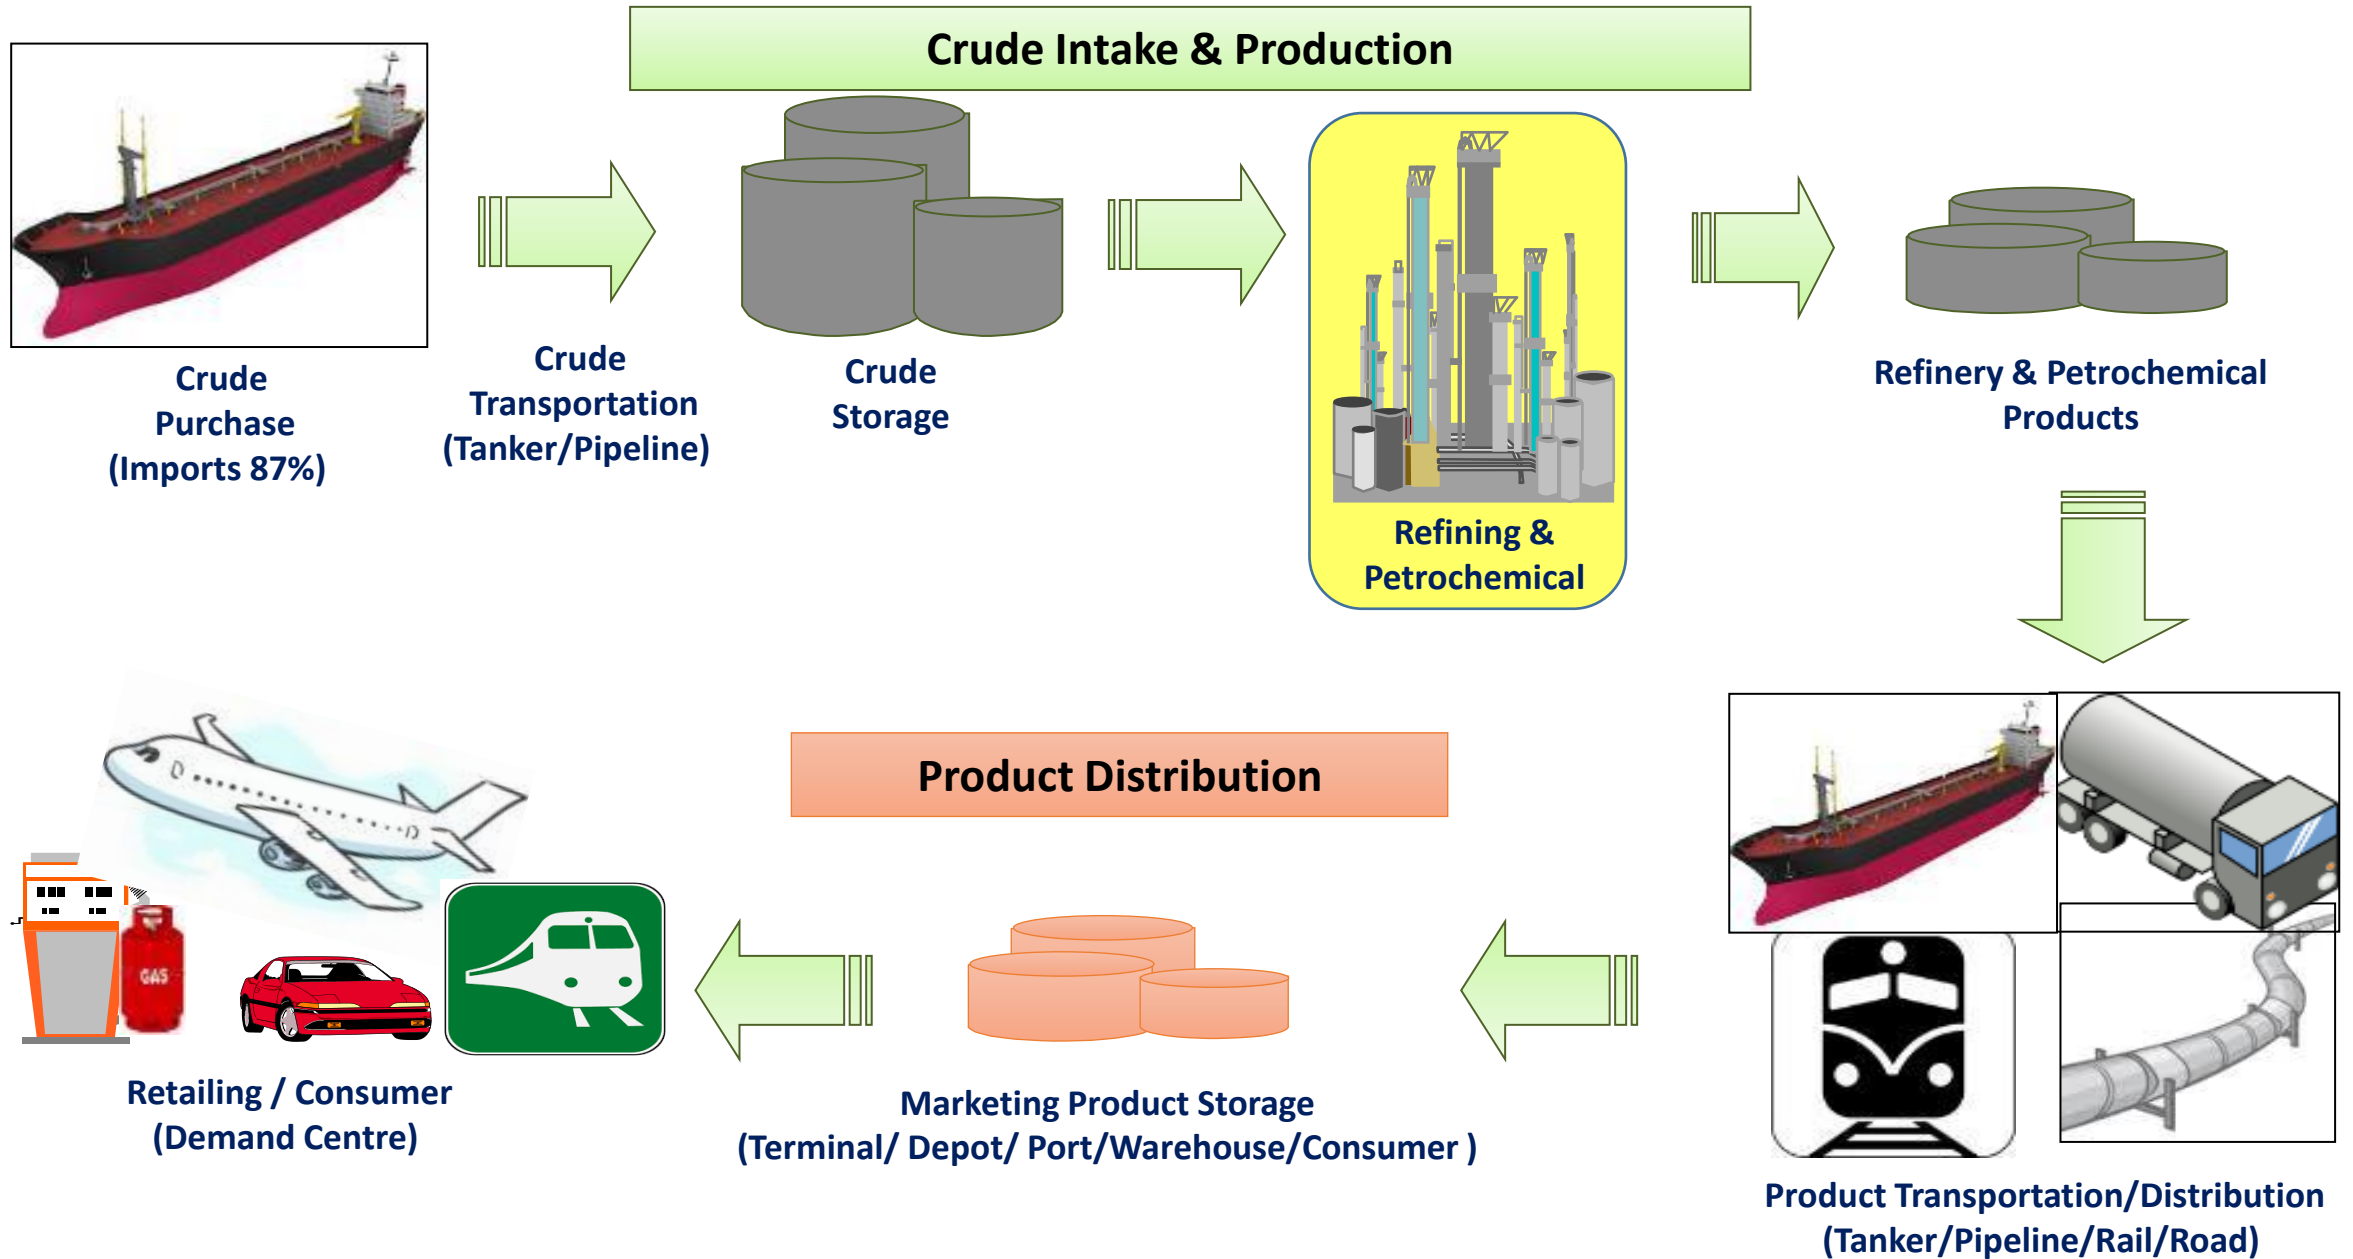 Crude Intake & Production
Crude
Purchase
(Imports 87%)
Crude
Transportation
(Tanker/Pipeline)
Crude
Storage
Refining &
Petrochemical
Refinery & Petrochemical
Products
Product Distribution
GAS
Retailing / Consumer
(Demand Centre)
Marketing Product Storage
(Terminal/ Depot/ Port/Warehouse/Consumer )
Product Transportation/Distribution
(Tanker/Pipeline/Rail/Road)